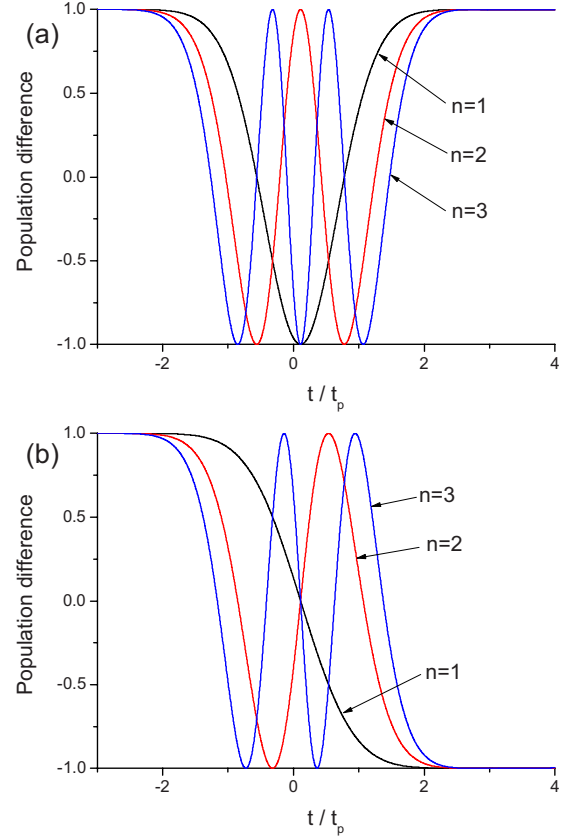 (a)
Population difference
1.0
0.5
0.0
-0.5
-1.0
n=1
n=2
n=3
-2
0
2
4
t / tp
(b)
Population difference
1.0
0.5
0.0
-0.5
-1.0
n=3
n=2
n=1
-2
0
2
4
t / tp